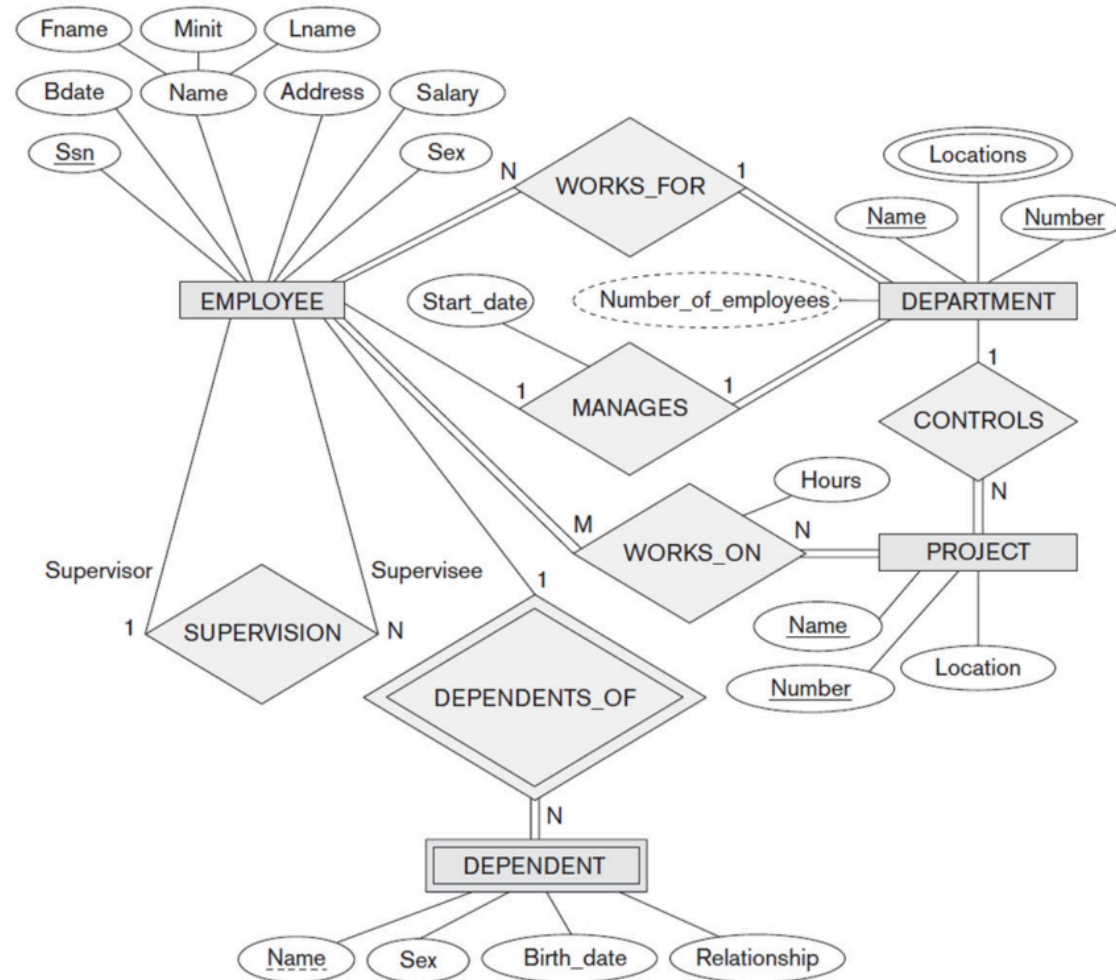 Fname
Minit
Lname
Bdate
Name
Address
Salary
Ssn
Sex
N
WORKS_FOR
1
Locations
Name
Number
EMPLOYEE
Start_date
Number_of_employees
DEPARTMENT
1
MANAGES
1
1
CONTROLS
N
Hours
M
WORKS_ON
N
PROJECT
Supervisor
Supervisee
1
SUPERVISION
N
1
Name
Number
Location
DEPENDENTS_OF
N
DEPENDENT
Name
Sex
Birth_date
Relationship